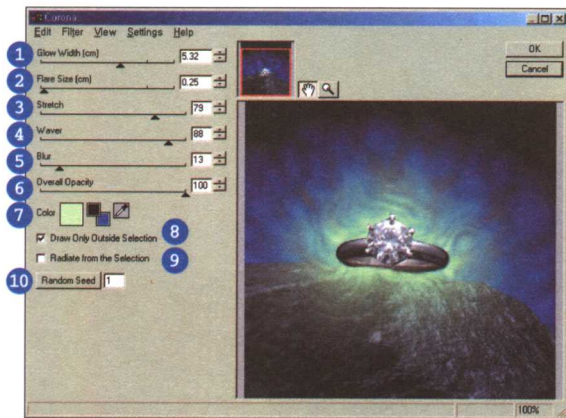 Corona
Edit Filter View Settings Help
1 Glow Width (cm) 5.32
2 Flare Size (cm) 0.25
3 Stretch 79
4 Waver 88
5 Blur 13
6 Overall Opacity 100
7 Color
8 Draw Only Outside Selection
9 Radiate from the Selection
10 Random Seed 1
OK
Cancel
100%